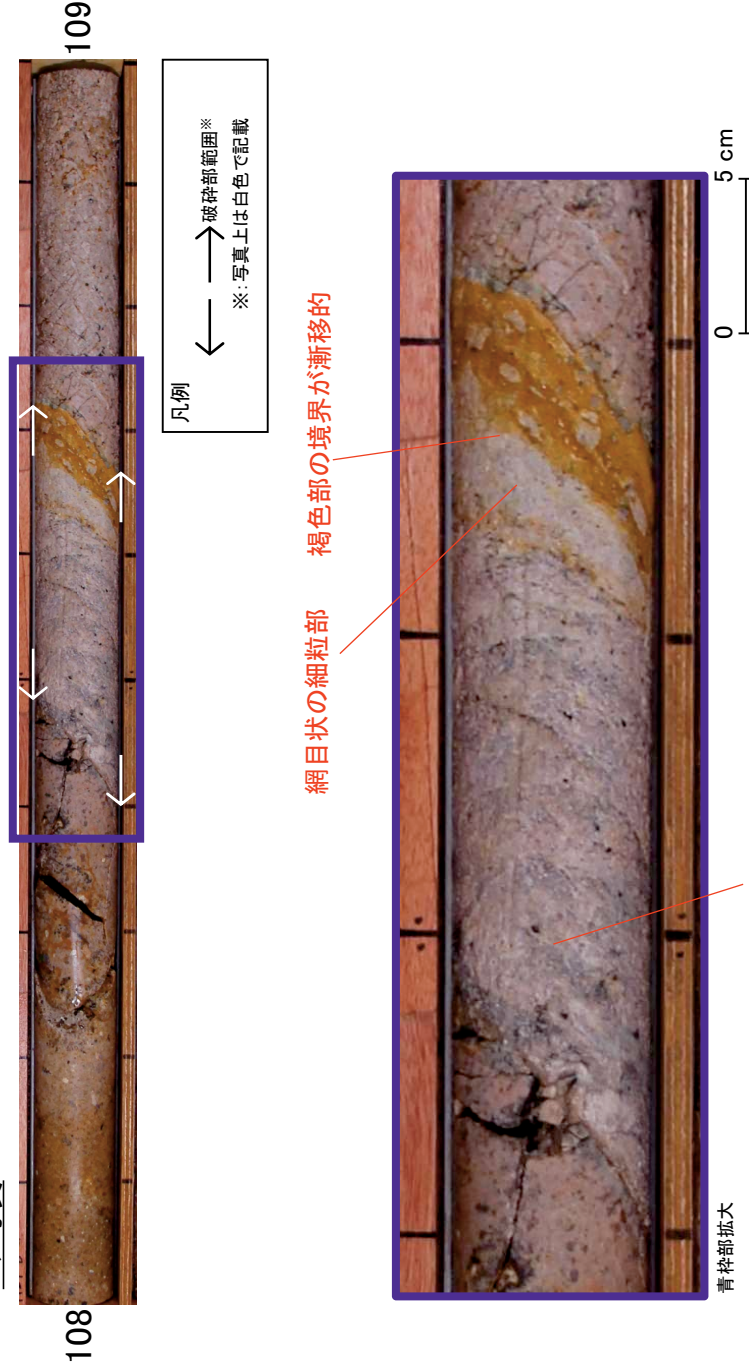 108
109
凡例
破砕部範囲※
※：写真上は白色で記載
褐色部の境界が漸移的
網目状の細粒部
青枠部拡大
0
5 cm